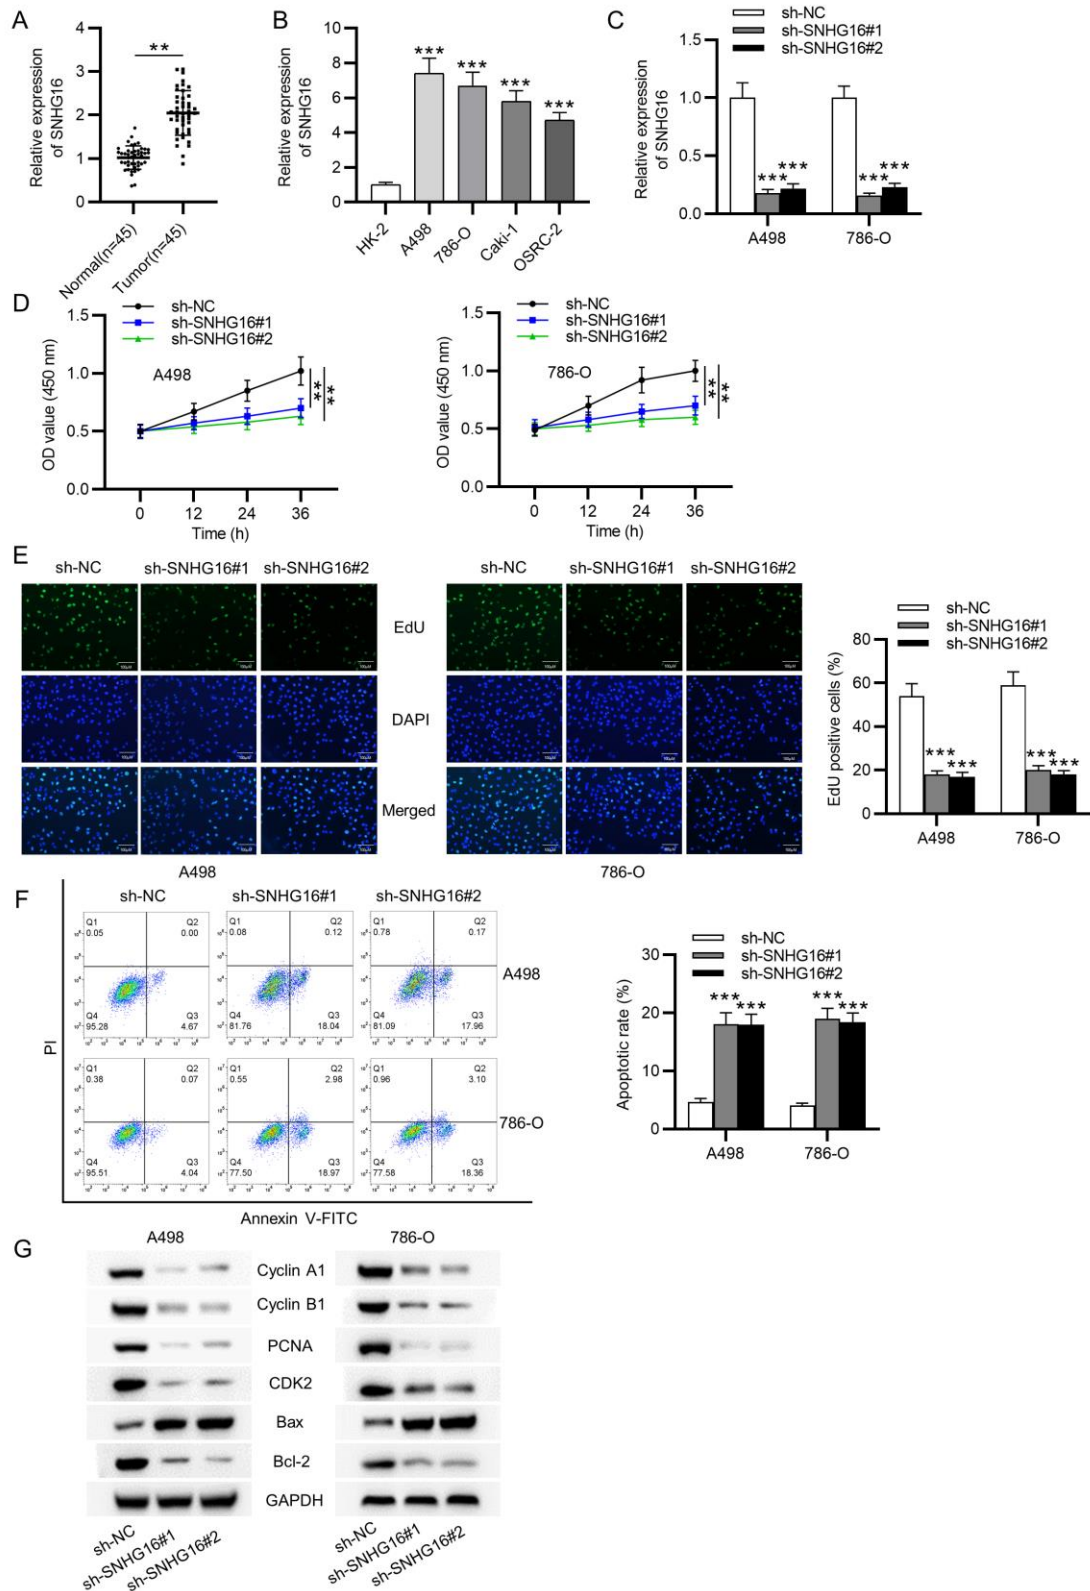 A
Relative expression
of SNHG16
4
3
2
1
0
**
Normal(n=45)
Tumor(n=45)
B
Relative expression
of SNHG16
10
8
6
4
2
0
***
***
***
***
HK-2
A498
786-O
Caki-1
OSRC-2
C
sh-NC
sh-SNHG16#1
sh-SNHG16#2
Relative expression
of SNHG16
1.5
1.0
0.5
0.0
*** ***
*** ***
A498
786-O
D
sh-NC
sh-SNHG16#1
sh-SNHG16#2
OD value (450 nm)
1.5
1.0
0.5
0.0
A498
**
**
0 12 24 36
Time (h)
sh-NC
sh-SNHG16#1
sh-SNHG16#2
OD value (450 nm)
1.5
1.0
0.5
0.0
786-O
**
**
0 12 24 36
Time (h)
E
sh-NC sh-SNHG16#1 sh-SNHG16#2
EdU
DAPI
Merged
A498
sh-NC sh-SNHG16#1 sh-SNHG16#2
786-O
sh-NC
sh-SNHG16#1
sh-SNHG16#2
EdU positive cells (%)
80
60
40
20
0
*** ***
*** ***
A498
786-O
F
sh-NC sh-SNHG16#1 sh-SNHG16#2
PI
Q1 0.05 Q2 0.00
Q4 95.28 Q3 4.67
Q1 0.08 Q2 0.12
Q4 81.76 Q3 18.04
Q1 0.78 Q2 0.17
Q4 81.09 Q3 17.96
A498
Q1 0.38 Q2 0.07
Q4 95.51 Q3 4.04
Q1 0.55 Q2 2.98
Q4 77.50 Q3 18.97
Q1 0.96 Q2 3.10
Q4 77.58 Q3 18.36
786-O
Annexin V-FITC
sh-NC
sh-SNHG16#1
sh-SNHG16#2
Apoptotic rate (%)
30
20
10
0
*** ***
*** ***
A498
786-O
G
A498
786-O
Cyclin A1
Cyclin B1
PCNA
CDK2
Bax
Bcl-2
GAPDH
sh-NC
sh-SNHG16#1
sh-SNHG16#2
sh-NC
sh-SNHG16#1
sh-SNHG16#2